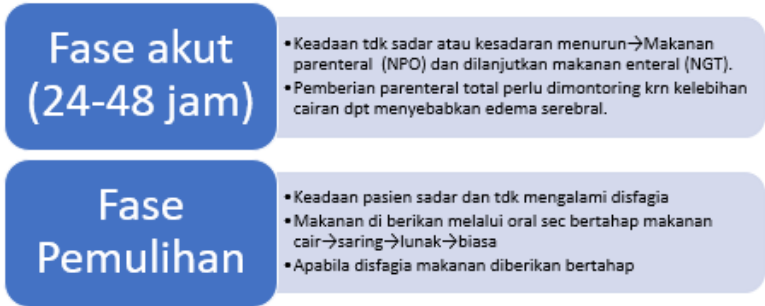 Fase akut
(24-48 jam)
•Keadaan tdk sadar atau kesadaran menurun→Makanan
parenteral (NPO) dan dilanjutkan makanan enteral (NGT).
•Pemberian parenteral total perlu dimontoring krn kelebihan
cairan dpt menyebabkan edema serebral.
Fase
Pemulihan
•Keadaan pasien sadar dan tdk mengalami disfagia
•Makanan di berikan melalui oral sec bertahap makanan
cair→saring→lunak→biasa
•Apabila disfagia makanan diberikan bertahap